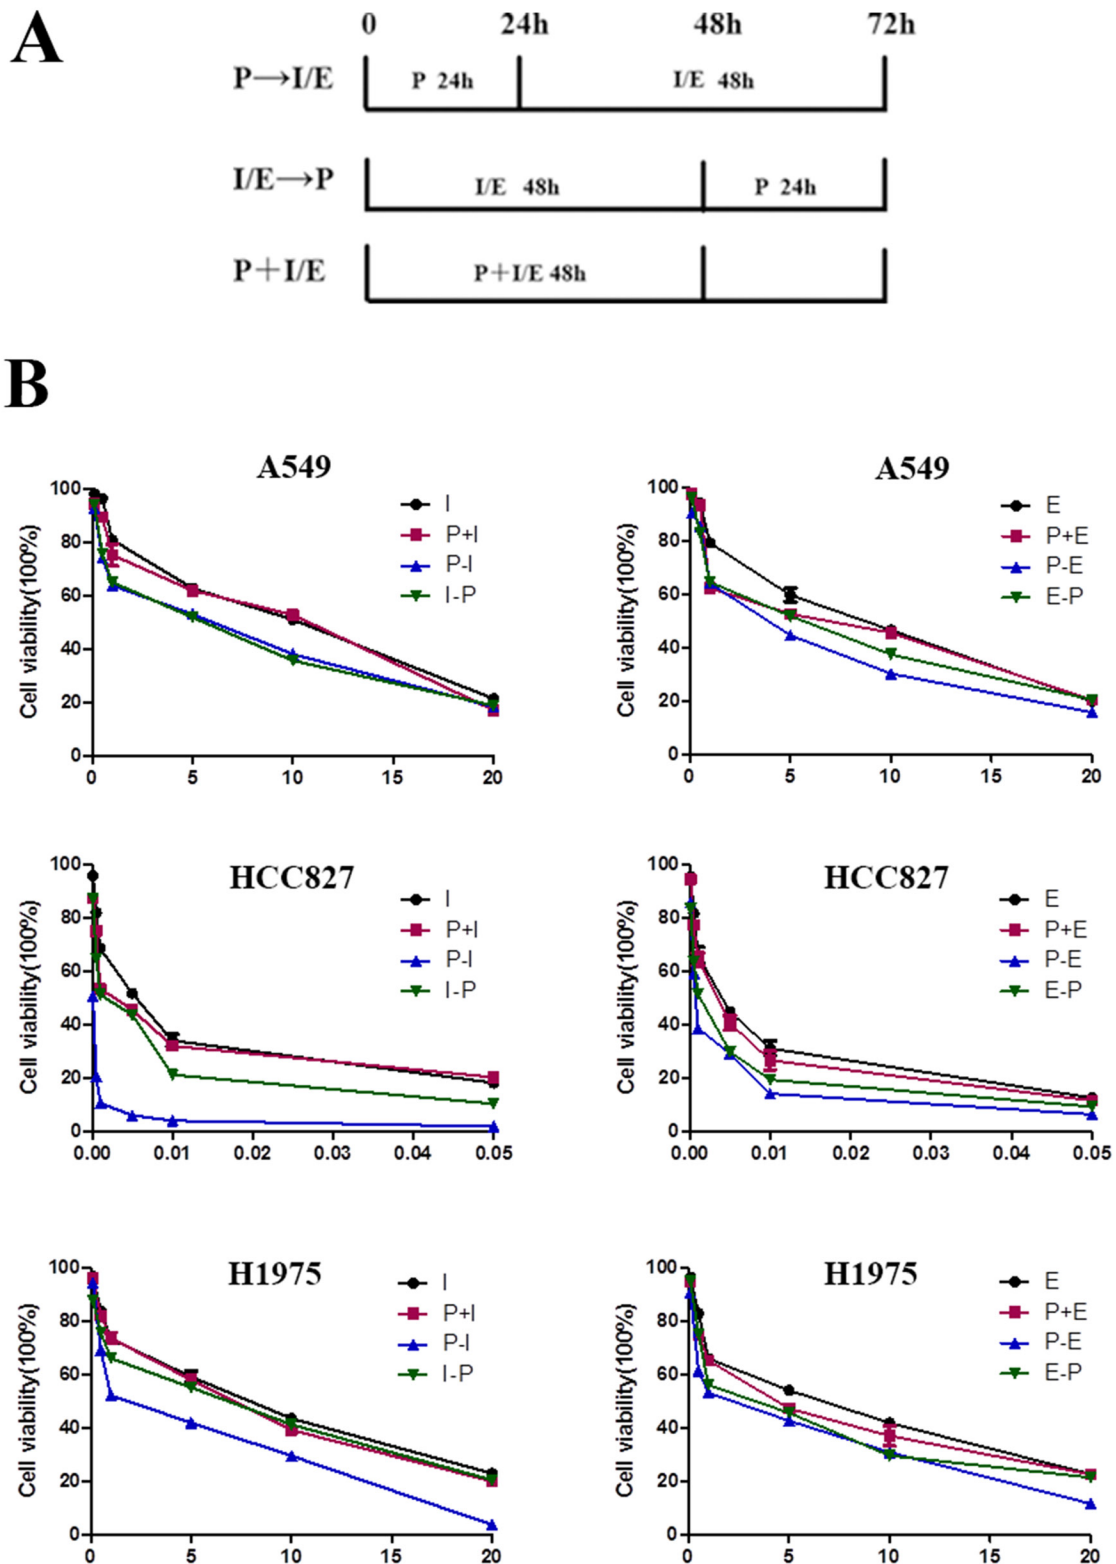 A
0 24h 48h 72h
P→I/E P 24h I/E 48h
I/E→P I/E 48h P 24h
P+I/E P+I/E 48h
B
A549
Cell viability(100%)
100
80
60
40
20
0
0 5 10 15 20
I
P+I
P-I
I-P
A549
Cell viability(100%)
100
80
60
40
20
0
0 5 10 15 20
E
P+E
P-E
E-P
HCC827
Cell viability(100%)
100
80
60
40
20
0
0.00 0.01 0.02 0.03 0.04 0.05
I
P+I
P-I
I-P
HCC827
Cell viability(100%)
100
80
60
40
20
0
0.00 0.01 0.02 0.03 0.04 0.05
E
P+E
P-E
E-P
H1975
Cell viability(100%)
100
80
60
40
20
0
0 5 10 15 20
I
P+I
P-I
I-P
H1975
Cell viability(100%)
100
80
60
40
20
0
0 5 10 15 20
E
P+E
P-E
E-P